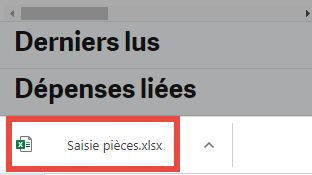 Derniers lus
Dépenses liées
Saisie pièces.xlsx